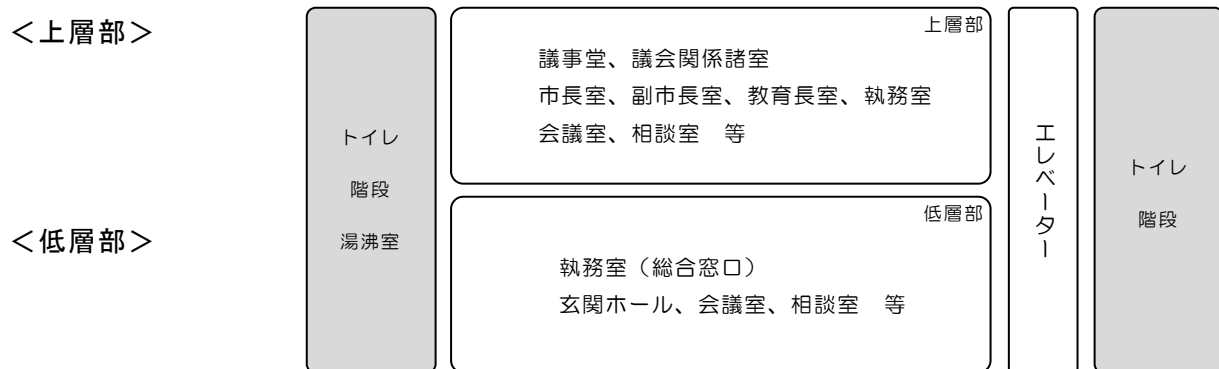 ＜上層部＞
＜低層部＞
トイレ
階段
湯沸室
上層部
議事堂、議会関係諸室
市長室、副市長室、教育長室、執務室
会議室、相談室　等
低層部
執務室（総合窓口）
玄関ホール、会議室、相談室　等
エレベーター
トイレ
階段